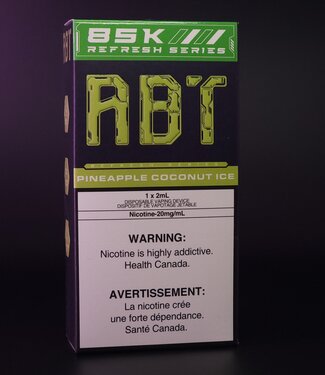 85K ////
REFRESH SERIES
ABT
PINEAPPLE COCONUT ICE
1 x 2mL
DISPOSABLE VAPING DEVICE
DISPOSITIF DE VAPOTAGE JETABLE
Nicotine-20mg/mL
WARNING:
Nicotine is highly addictive.
Health Canada.
AVERTISSEMENT:
La nicotine crée
une forte dépendance.
Santé Canada.